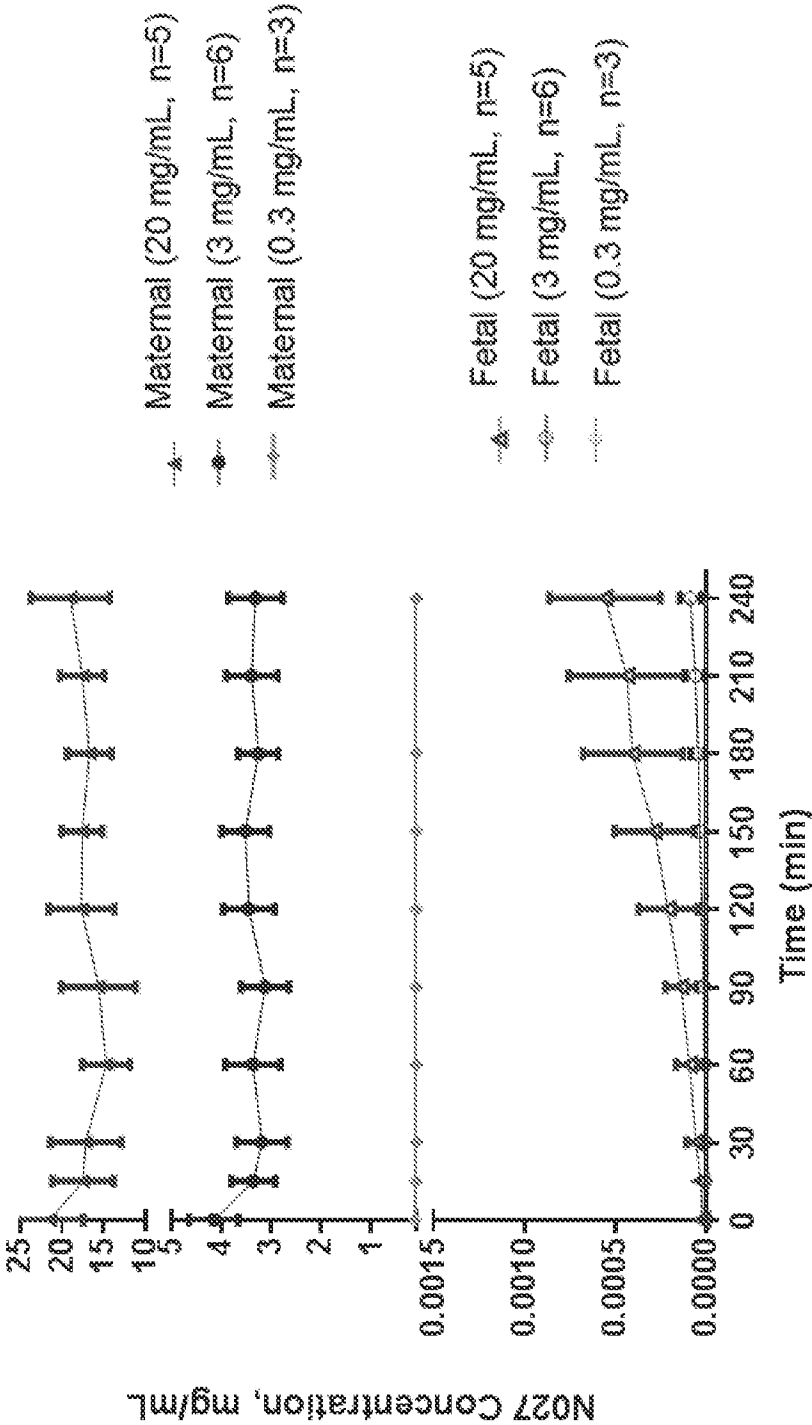 N027 Concentration, mg/mL
25
20
15
10
5
3
2
1
0.0015
0.0010
0.0005
0.0000
0
30
60
90
120
150
180
210
240
Time (min)
Maternal (20 mg/mL, n=5)
Maternal (3 mg/mL, n=6)
Maternal (0.3 mg/mL, n=3)
Fetal (20 mg/mL, n=5)
Fetal (3 mg/mL, n=6)
Fetal (0.3 mg/mL, n=3)